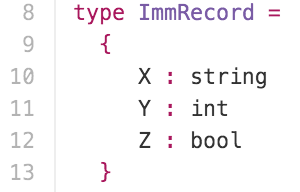 8 type ImmRecord =
9 {
10 X : string
11 Y : int
12 Z : bool
13 }